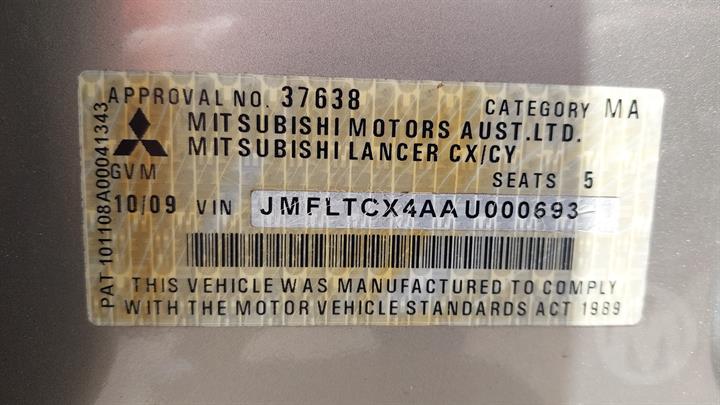 APPROVAL NO. 37638 CATEGORY MA
MITSUBISHI MOTORS AUST.LTD.
MITSUBISHI LANCER CX/CY
GVM SEATS 5
10/09 VIN JMFLTCX4AAU000693
THIS VEHICLE WAS MANUFACTURED TO COMPLY
WITH THE MOTOR VEHICLE STANDARDS ACT 1989
PAT 101108A00041343
M